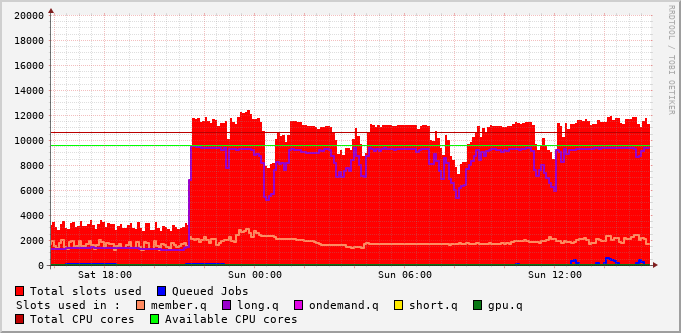 20000
18000
16000
14000
12000
10000
8000
6000
4000
2000
0
Sat 18:00 Sun 00:00 Sun 06:00 Sun 12:00
Total slots used Queued Jobs
Slots used in : member.q long.q ondemand.q short.q gpu.q
Total CPU cores Available CPU cores
RRDTOOL / TOBI OETIKER